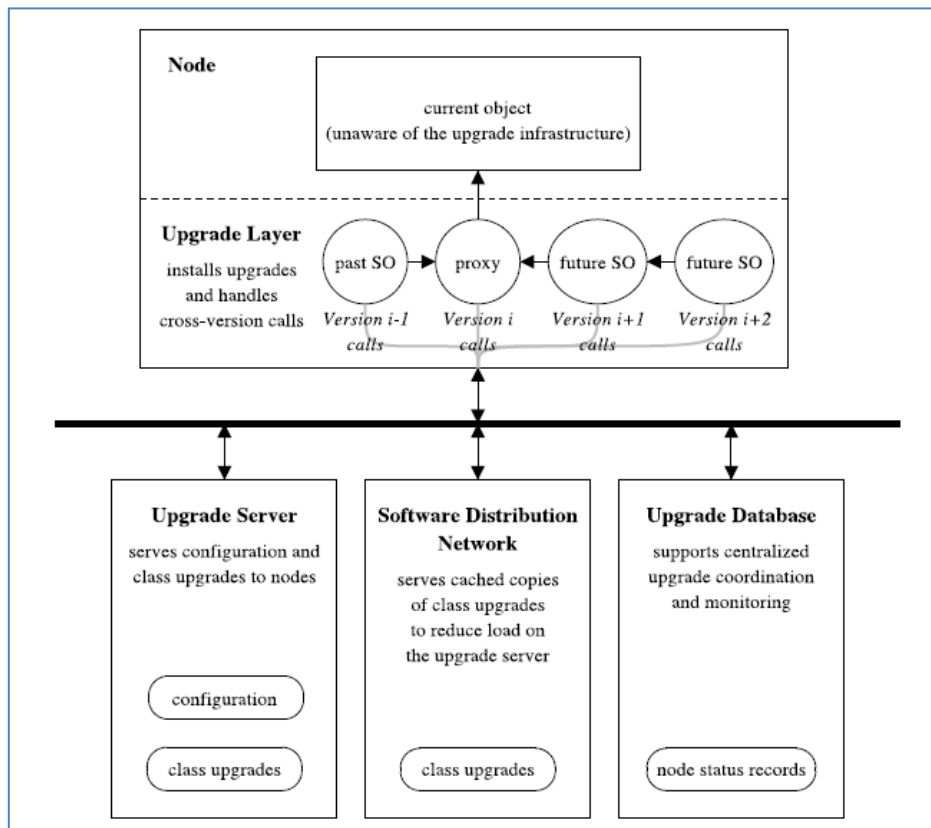 Node
current object
(unaware of the upgrade infrastructure)
Upgrade Layer
installs upgrades
and handles
cross-version calls
past SO
proxy
future SO
future SO
Version i-1
calls
Version i
calls
Version i+1
calls
Version i+2
calls
Upgrade Server
serves configuration and
class upgrades to nodes
configuration
class upgrades
Software Distribution
Network
serves cached copies
of class upgrades
to reduce load on
the upgrade server
class upgrades
Upgrade Database
supports centralized
upgrade coordination
and monitoring
node status records